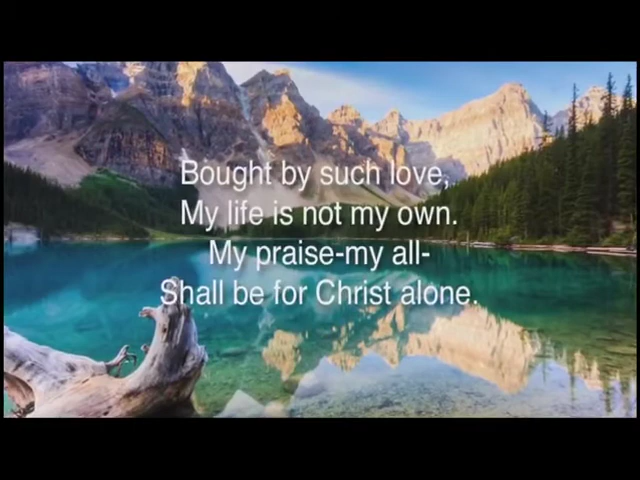 Bought by such love,
My life is not my own.
My praise-my all-
Shall be for Christ alone.